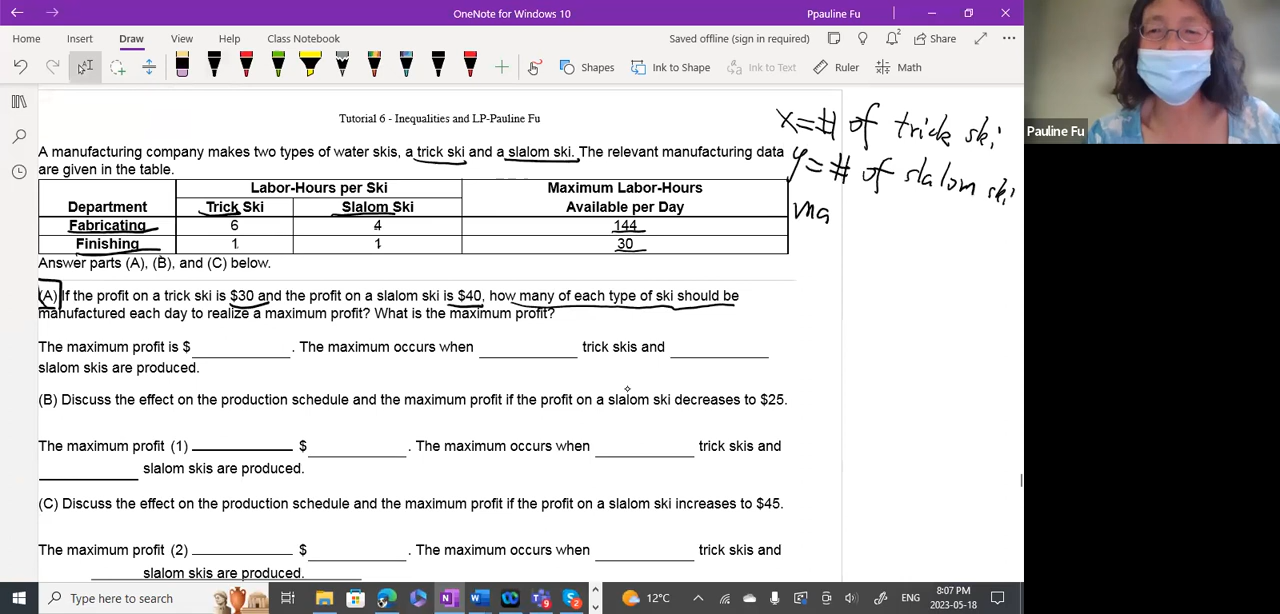 OneNote for Windows 10
Ppauline Fu
Home Insert Draw View Help Class Notebook
Saved offline (sign in required)
Share
Shapes Ink to Shape Ink to Text Ruler Math
Tutorial 6 - Inequalities and LP-Pauline Fu
A manufacturing company makes two types of water skis, a trick ski and a slalom ski. The relevant manufacturing data
are given in the table.
Labor-Hours per Ski Maximum Labor-Hours
Department Trick Ski Slalom Ski Available per Day
Fabricating 6 4 144
Finishing 1 1 30
Answer parts (A), (B), and (C) below.
(A) If the profit on a trick ski is $30 and the profit on a slalom ski is $40, how many of each type of ski should be
manufactured each day to realize a maximum profit? What is the maximum profit?
The maximum profit is $ . The maximum occurs when trick skis and
slalom skis are produced.
(B) Discuss the effect on the production schedule and the maximum profit if the profit on a slalom ski decreases to $25.
The maximum profit (1) $ . The maximum occurs when trick skis and
slalom skis are produced.
(C) Discuss the effect on the production schedule and the maximum profit if the profit on a slalom ski increases to $45.
The maximum profit (2) $ . The maximum occurs when trick skis and
slalom skis are produced.
x = # of trick ski
y = # of slalom ski
ma
Pauline Fu
Type here to search
12°C
ENG
8:07 PM
2023-05-18